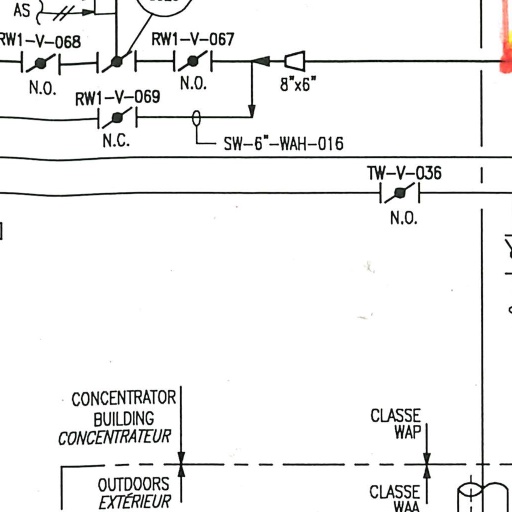 AS
RW1-V-068
RW1-V-067
N.O.
N.O.
8"x6"
RW1-V-069
N.C.
SW-6"-WAH-016
TW-V-036
N.O.
CONCENTRATOR
BUILDING
CONCENTRATEUR
CLASSE
WAP
OUTDOORS
EXTÉRIEUR
CLASSE
WAA